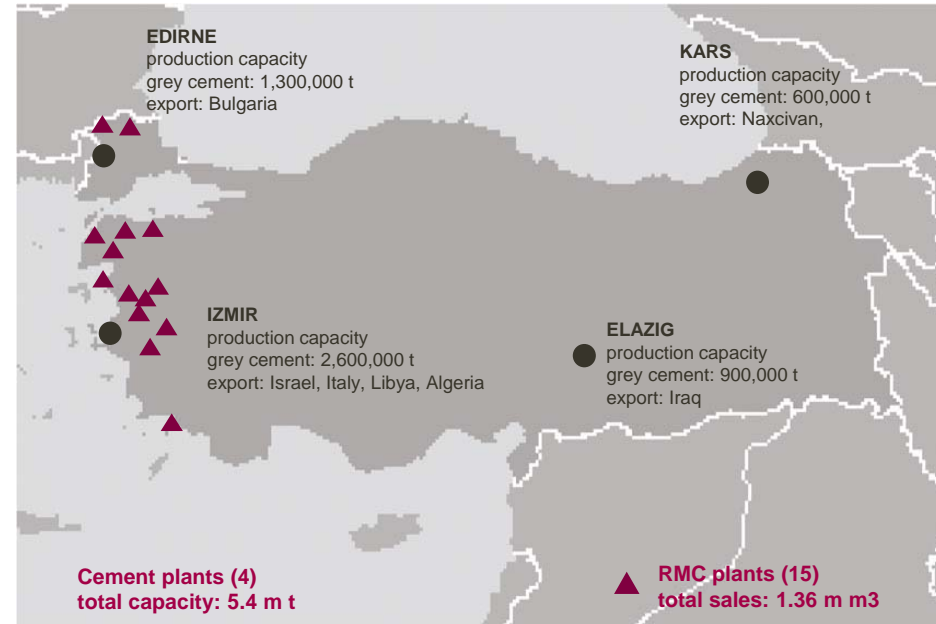 EDIRNE
production capacity
grey cement: 1,300,000 t
export: Bulgaria
KARS
production capacity
grey cement: 600,000 t
export: Naxcivan,
IZMIR
production capacity
grey cement: 2,600,000 t
export: Israel, Italy, Libya, Algeria
ELAZIG
production capacity
grey cement: 900,000 t
export: Iraq
Cement plants (4)
total capacity: 5.4 m t
RMC plants (15)
total sales: 1.36 m m3